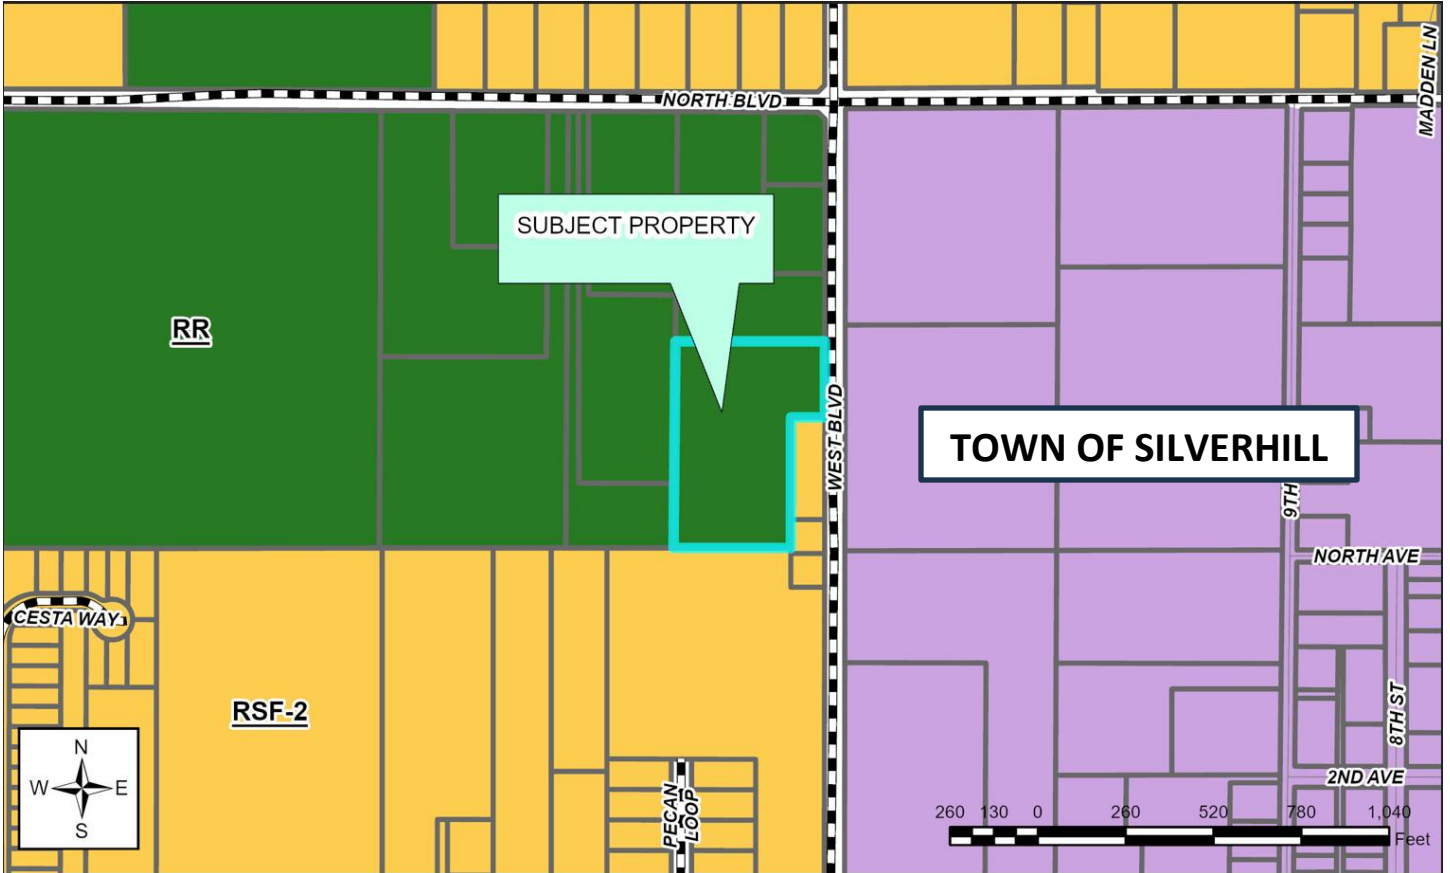 MADDEN LN
NORTH BLVD
SUBJECT PROPERTY
RR
WEST BLVD
TOWN OF SILVERHILL
9TH
NORTH AVE
CESTA WAY
RSF-2
8TH ST
N
W E
S
2ND AVE
PECAN
LOOP
260 130 0 260 520 780 1,040
Feet